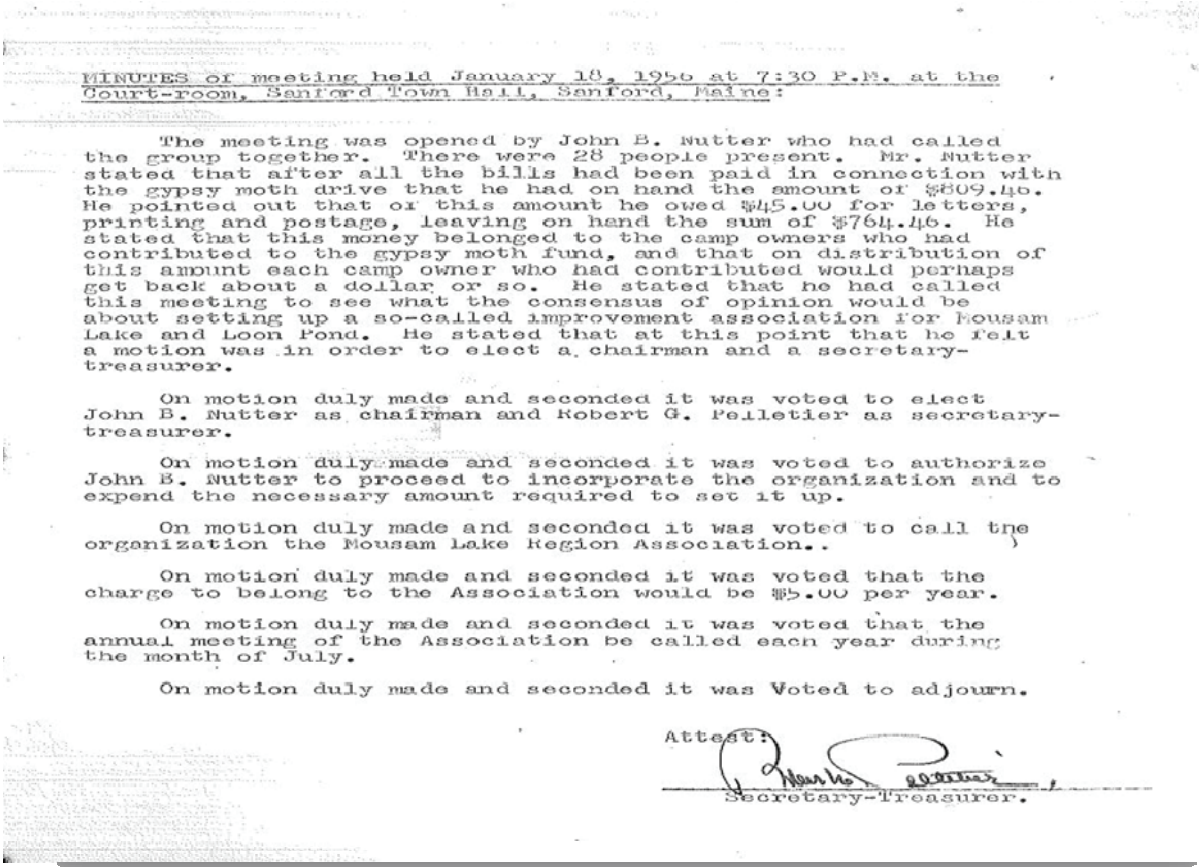 MINUTES of meeting held January 18, 1956 at 7:30 P.M. at the
Court-room, Sanford Town Hall, Sanford, Maine:
The meeting was opened by John B. Nutter who had called
the group together. There were 28 people present. Mr. Nutter
stated that after all the bills had been paid in connection with
the gypsy moth drive that he had on hand the amount of $809.46.
He pointed out that of this amount he owed $45.00 for letters,
printing and postage, leaving on hand the sum of $764.46. He
stated that this money belonged to the camp owners who had
contributed to the gypsy moth fund, and that on distribution of
this amount each camp owner who had contributed would perhaps
get back about a dollar or so. He stated that he had called
this meeting to see what the consensus of opinion would be
about setting up a so-called improvement association for Mousam
Lake and Loon Pond. He stated that at this point that he felt
a motion was in order to elect a chairman and a secretary-
treasurer.
On motion duly made and seconded it was voted to elect
John B. Nutter as chairman and Robert G. Pelletier as secretary-
treasurer.
On motion duly made and seconded it was voted to authorize
John B. Nutter to proceed to incorporate the organization and to
expend the necessary amount required to set it up.
On motion duly made and seconded it was voted to call the
organization the Mousam Lake Region Association..
On motion duly made and seconded it was voted that the
charge to belong to the Association would be $5.00 per year.
On motion duly made and seconded it was voted that the
annual meeting of the Association be called each year during
the month of July.
On motion duly made and seconded it was Voted to adjourn.
Attest:
Secretary-Treasurer.